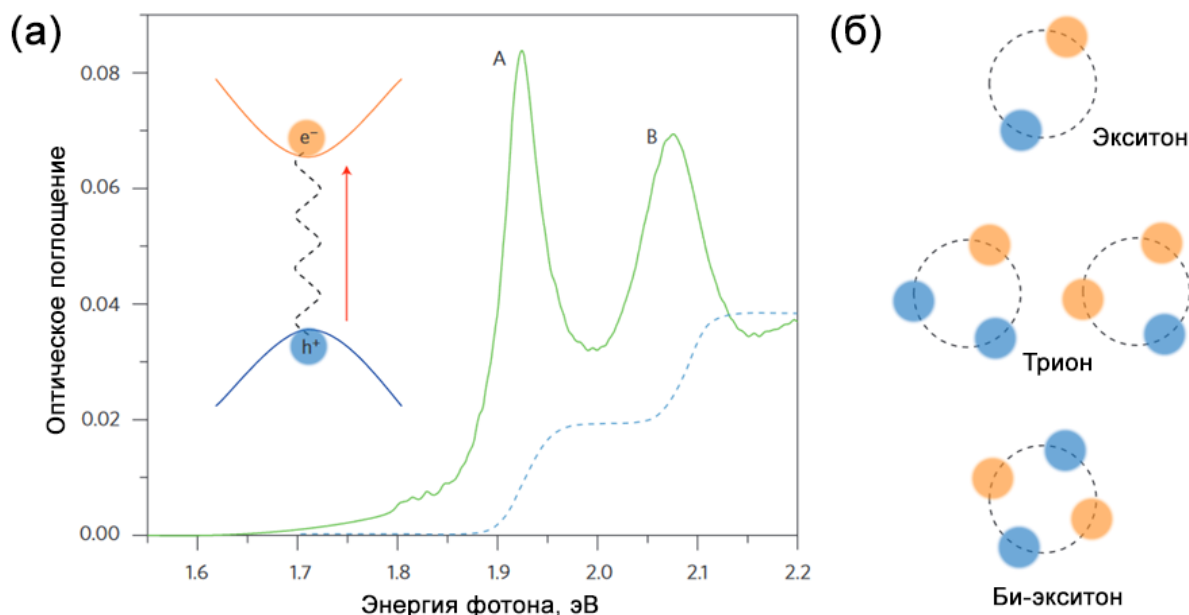 (а)
Оптическое поглощение
0.08
0.06
0.04
0.02
0.00
A
B
e⁻
h⁺
1.6 1.7 1.8 1.9 2.0 2.1 2.2
Энергия фотона, эВ
(б)
Экситон
Трион
Би-экситон